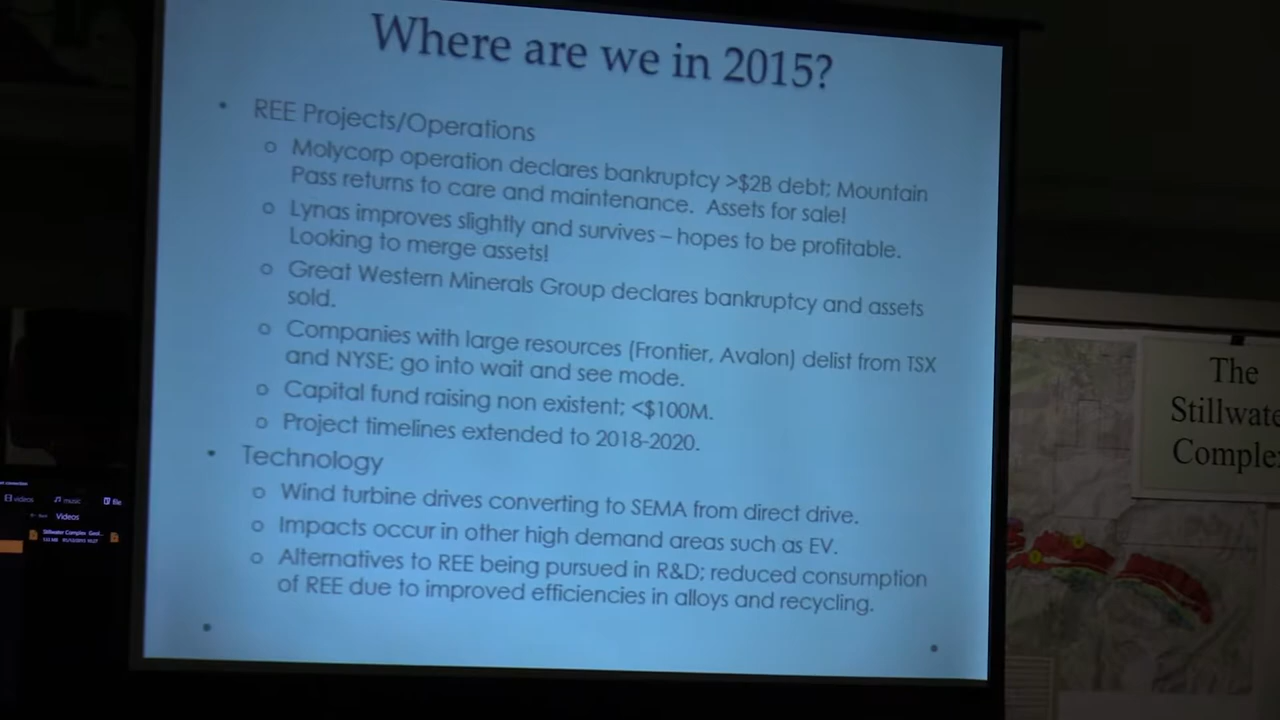 Where are we in 2015?
• REE Projects/Operations
o Molycorp operation declares bankruptcy >$2B debt; Mountain
Pass returns to care and maintenance. Assets for sale!
o Lynas improves slightly and survives – hopes to be profitable.
Looking to merge assets!
o Great Western Minerals Group declares bankruptcy and assets
sold.
o Companies with large resources (Frontier, Avalon) delist from TSX
and NYSE; go into wait and see mode.
o Capital fund raising non existent; <$100M.
o Project timelines extended to 2018-2020.
• Technology
o Wind turbine drives converting to SEMA from direct drive.
o Impacts occur in other high demand areas such as EV.
o Alternatives to REE being pursued in R&D; reduced consumption
of REE due to improved efficiencies in alloys and recycling.
The
Stillwate
Comple
videos music file
Videos
Stillwater Complex